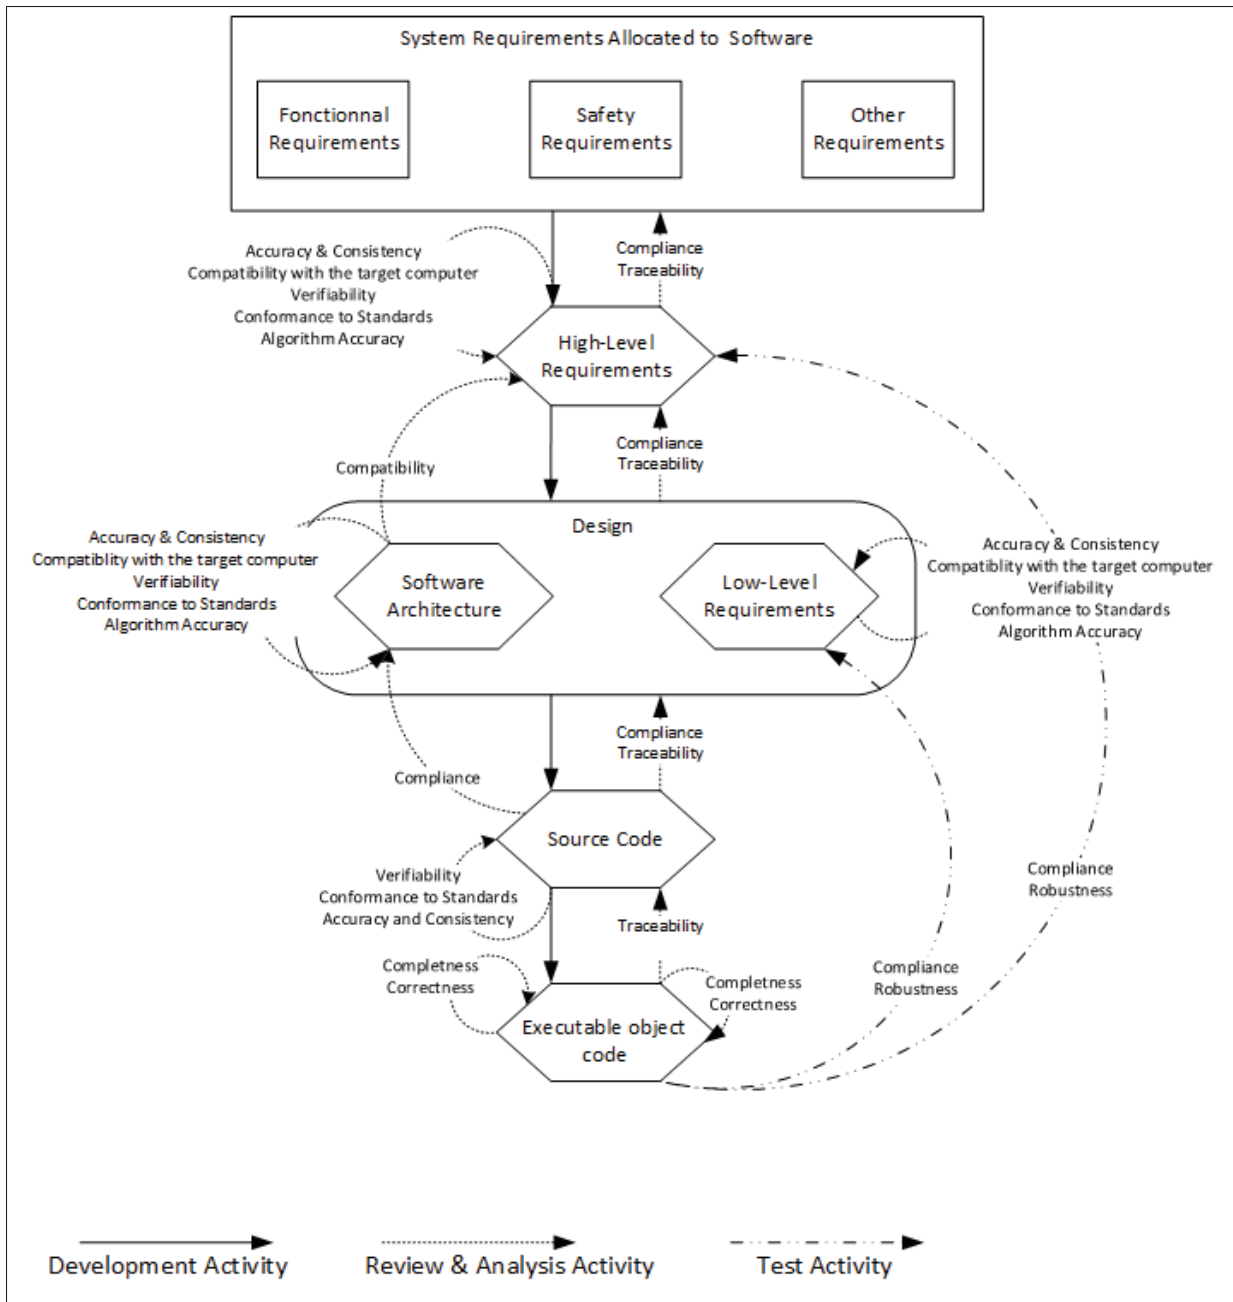 System Requirements Allocated to Software
Fonctionnal
Requirements
Safety
Requirements
Other
Requirements
Accuracy & Consistency
Compatibility with the target computer
Verifiability
Conformance to Standards
Algorithm Accuracy
Compliance
Traceability
High-Level
Requirements
Compatibility
Compliance
Traceability
Design
Accuracy & Consistency
Compatiblity with the target computer
Verifiability
Conformance to Standards
Algorithm Accuracy
Software
Architecture
Low-Level
Requirements
Accuracy & Consistency
Compatiblity with the target computer
Verifiability
Conformance to Standards
Algorithm Accuracy
Compliance
Compliance
Traceability
Source Code
Verifiability
Conformance to Standards
Accuracy and Consistency
Traceability
Compliance
Robustness
Completness
Correctness
Completness
Correctness
Compliance
Robustness
Executable object
code
Development Activity
Review & Analysis Activity
Test Activity